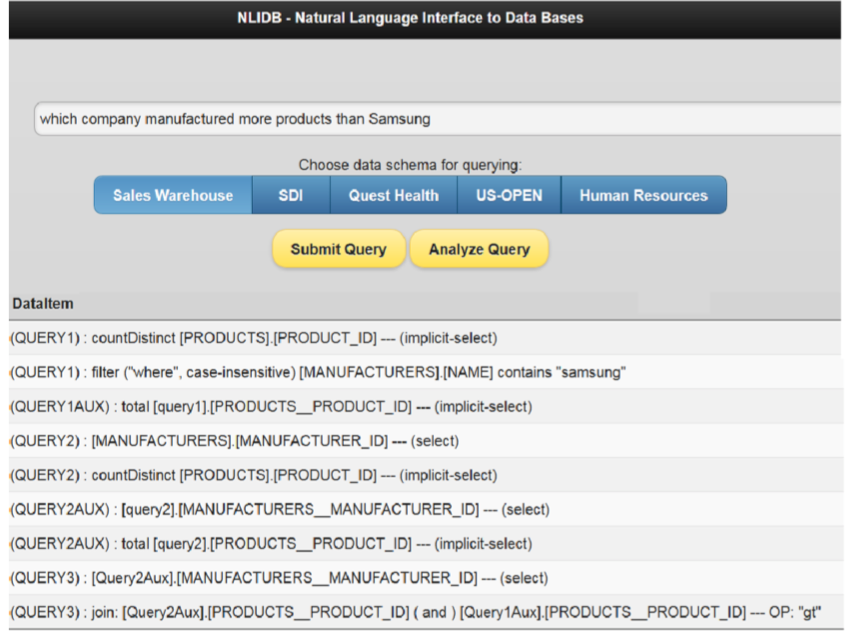 NLIDB - Natural Language Interface to Data Bases
which company manufactured more products than Samsung
Choose data schema for querying:
Sales Warehouse SDI Quest Health US-OPEN Human Resources
Submit Query Analyze Query
DataItem
(QUERY1) : countDistinct [PRODUCTS].[PRODUCT_ID] --- (implicit-select)
(QUERY1) : filter ("where", case-insensitive) [MANUFACTURERS].[NAME] contains "samsung"
(QUERY1AUX) : total [query1].[PRODUCTS__PRODUCT_ID] --- (implicit-select)
(QUERY2) : [MANUFACTURERS].[MANUFACTURER_ID] --- (select)
(QUERY2) : countDistinct [PRODUCTS].[PRODUCT_ID] --- (implicit-select)
(QUERY2AUX) : [query2].[MANUFACTURERS__MANUFACTURER_ID] --- (select)
(QUERY2AUX) : total [query2].[PRODUCTS__PRODUCT_ID] --- (implicit-select)
(QUERY3) : [Query2Aux].[MANUFACTURERS__MANUFACTURER_ID] --- (select)
(QUERY3) : join: [Query2Aux].[PRODUCTS__PRODUCT_ID] ( and ) [Query1Aux].[PRODUCTS__PRODUCT_ID] --- OP: "gt"